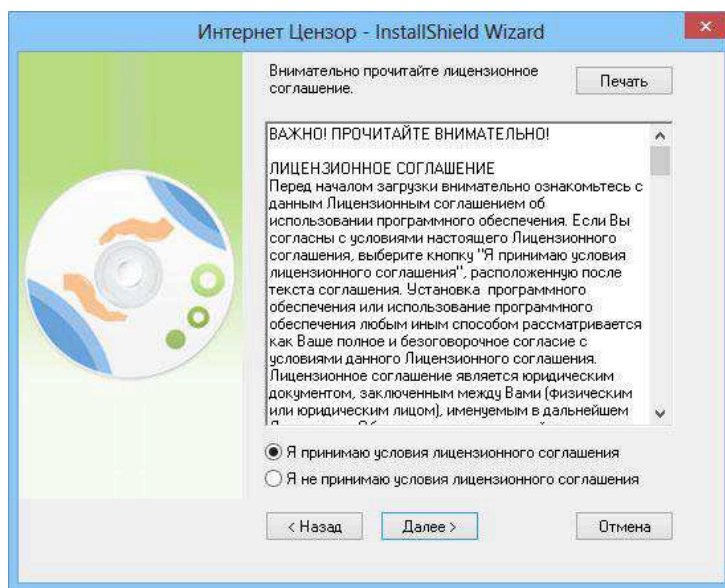 Интернет Цензор - InstallShield Wizard
Внимательно прочитайте лицензионное
соглашение.
Печать
ВАЖНО! ПРОЧИТАЙТЕ ВНИМАТЕЛЬНО!
ЛИЦЕНЗИОННОЕ СОГЛАШЕНИЕ
Перед началом загрузки внимательно ознакомьтесь с
данным Лицензионным соглашением об
использовании программного обеспечения. Если Вы
согласны с условиями настоящего Лицензионного
соглашения, выберите кнопку "Я принимаю условия
лицензионного соглашения", расположенную после
текста соглашения. Установка программного
обеспечения или использование программного
обеспечения любым иным способом рассматривается
как Ваше полное и безоговорочное согласие с
условиями данного Лицензионного соглашения.
Лицензионное соглашение является юридическим
документом, заключенным между Вами (физическим
или юридическим лицом), именуемым в дальнейшем
Я принимаю условия лицензионного соглашения
Я не принимаю условия лицензионного соглашения
< Назад
Далее >
Отмена